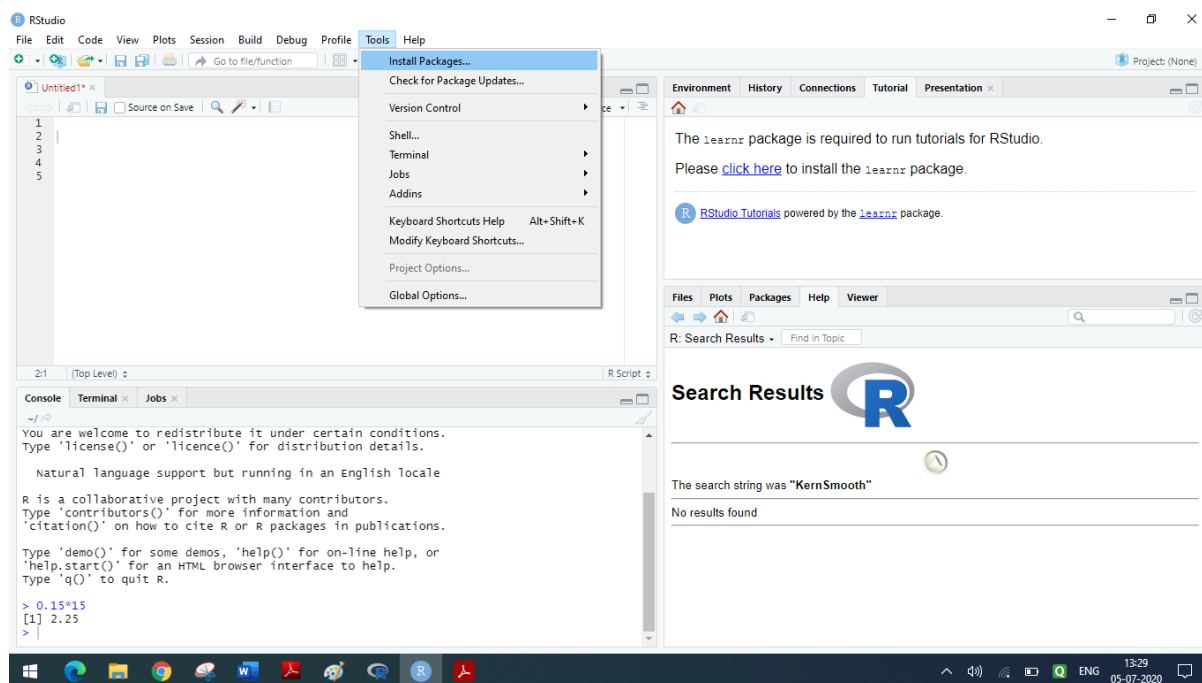 RStudio
File Edit Code View Plots Session Build Debug Profile Tools Help
Go to file/function
Project: (None)
Install Packages...
Check for Package Updates...
Version Control
Shell...
Terminal
Jobs
Addins
Keyboard Shortcuts Help Alt+Shift+K
Modify Keyboard Shortcuts...
Project Options...
Global Options...
Untitled1*
Source on Save
1
2
3
4
5
2:1 (Top Level) R Script
Console Terminal Jobs
~/
You are welcome to redistribute it under certain conditions.
Type 'license()' or 'licence()' for distribution details.
Natural language support but running in an English locale
R is a collaborative project with many contributors.
Type 'contributors()' for more information and
'citation()' on how to cite R or R packages in publications.
Type 'demo()' for some demos, 'help()' for on-line help, or
'help.start()' for an HTML browser interface to help.
Type 'q()' to quit R.
> 0.15*15
[1] 2.25
>
Environment History Connections Tutorial Presentation
The learnr package is required to run tutorials for RStudio.
Please click here to install the learnr package.
R RStudio Tutorials powered by the learnr package.
Files Plots Packages Help Viewer
R: Search Results Find in Topic
Search Results R
The search string was "KernSmooth"
No results found
ENG 13:29
05-07-2020